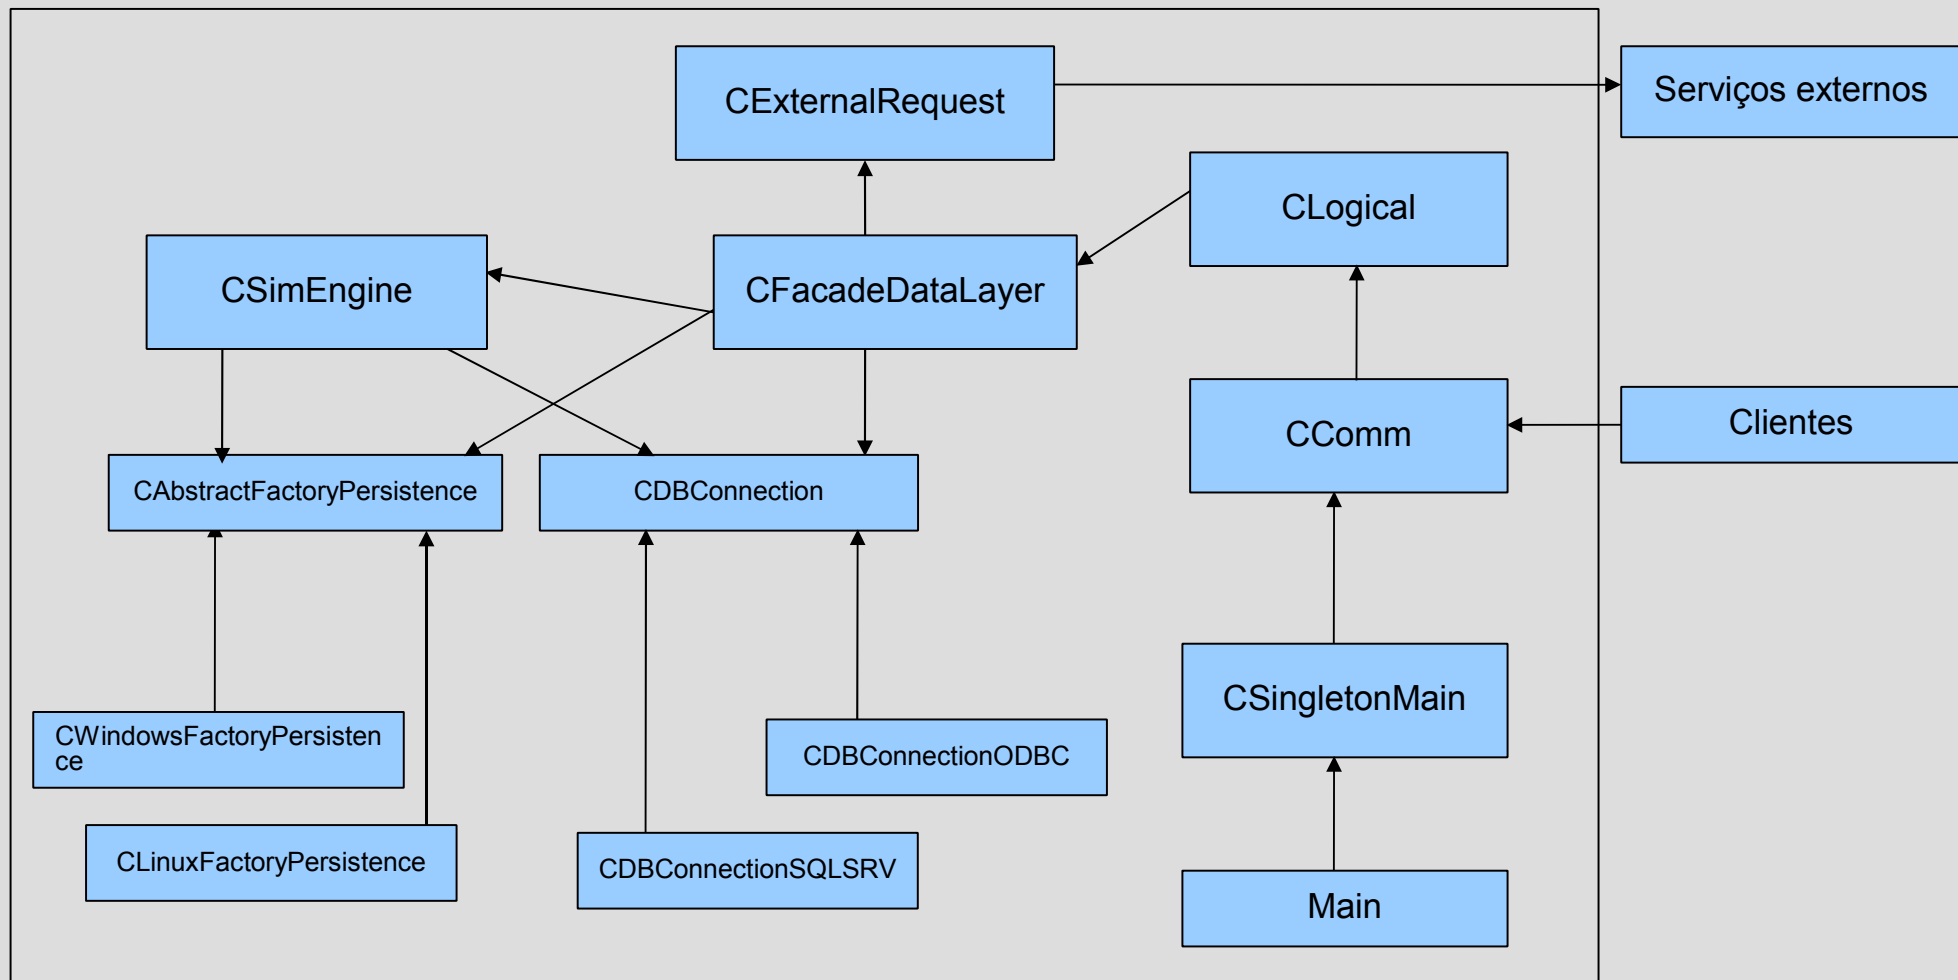 CExternalRequest
Serviços externos
CLogical
CSimEngine
CFacadeDataLayer
CComm
Clientes
CAbstractFactoryPersistence
CDBConnection
CSingletonMain
CWindowsFactoryPersisten
ce
CDBConnectionODBC
CLinuxFactoryPersistence
CDBConnectionSQLSRV
Main